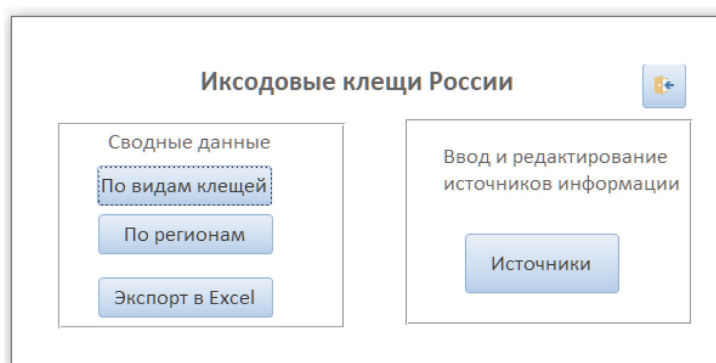 Иксодовые клещи России
Сводные данные
По видам клещей
По регионам
Экспорт в Excel
Ввод и редактирование
источников информации
Источники